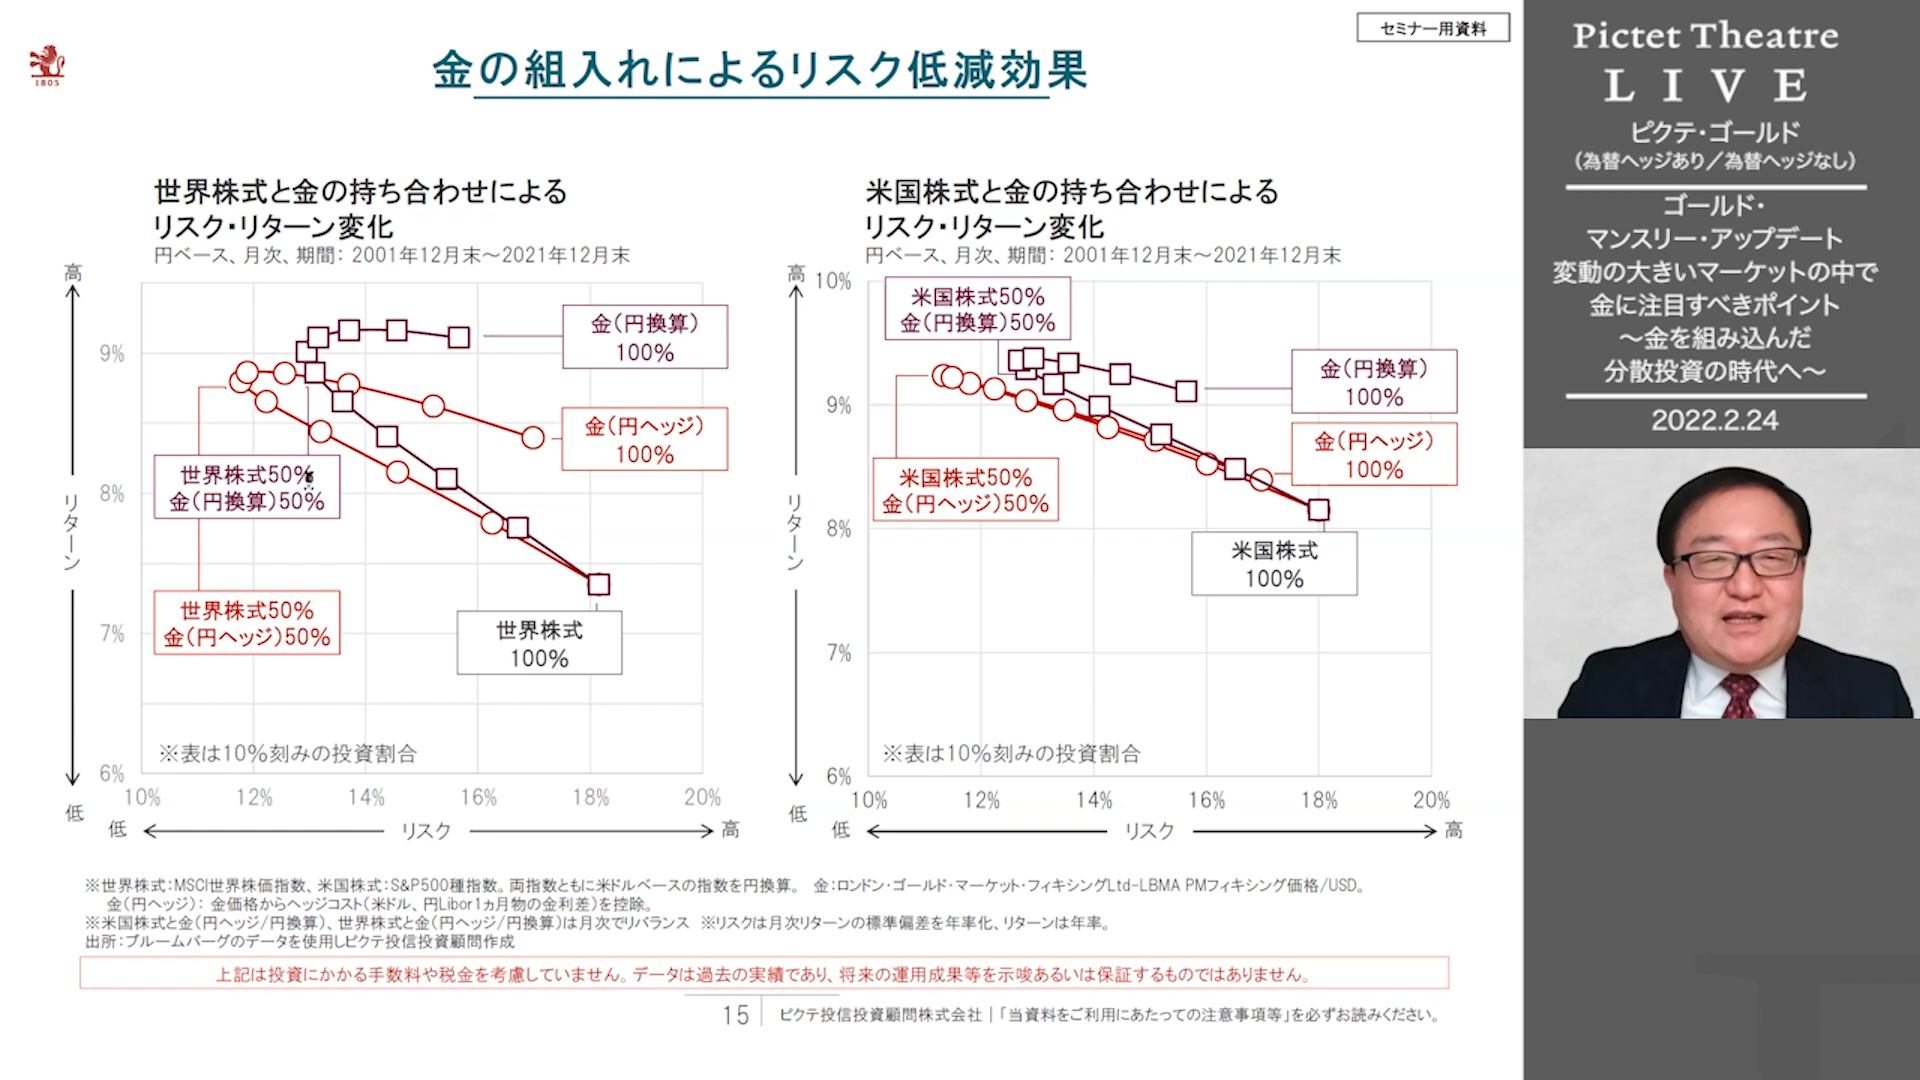 セミナー用資料
1805
金の組入れによるリスク低減効果
世界株式と金の持ち合わせによる
リスク・リターン変化
円ベース、月次、期間： 2001年12月末～2021年12月末
高
リターン
低
9%
8%
7%
6%
金（円換算）
100%
金（円ヘッジ）
100%
世界株式50%
金（円換算）50%
世界株式50%
金（円ヘッジ）50%
世界株式
100%
※表は10%刻みの投資割合
10%
12%
14%
16%
18%
20%
低
リスク
高
米国株式と金の持ち合わせによる
リスク・リターン変化
円ベース、月次、期間： 2001年12月末～2021年12月末
高
リターン
低
10%
9%
8%
7%
6%
米国株式50%
金（円換算）50%
金（円換算）
100%
金（円ヘッジ）
100%
米国株式50%
金（円ヘッジ）50%
米国株式
100%
※表は10%刻みの投資割合
10%
12%
14%
16%
18%
20%
低
リスク
高
※世界株式：MSCI世界株価指数、米国株式：S&P500種指数。両指数ともに米ドルベースの指数を円換算。 金：ロンドン・ゴールド・マーケット・フィキシングLtd-LBMA PMフィキシング価格/USD。
金（円ヘッジ）： 金価格からヘッジコスト（米ドル、円Libor1ヵ月物の金利差）を控除。
※米国株式と金（円ヘッジ/円換算）、世界株式と金（円ヘッジ/円換算）は月次でリバランス ※リスクは月次リターンの標準偏差を年率化、リターンは年率。
出所：ブルームバーグのデータを使用しピクテ投信投資顧問作成
上記は投資にかかる手数料や税金を考慮していません。データは過去の実績であり、将来の運用成果等を示唆あるいは保証するものではありません。
15
ピクテ投信投資顧問株式会社｜「当資料をご利用にあたっての注意事項等」を必ずお読みください。
Pictet Theatre
LIVE
ピクテ・ゴールド
（為替ヘッジあり／為替ヘッジなし）
ゴールド・
マンスリー・アップデート
変動の大きいマーケットの中で
金に注目すべきポイント
～金を組み込んだ
分散投資の時代へ～
2022.2.24